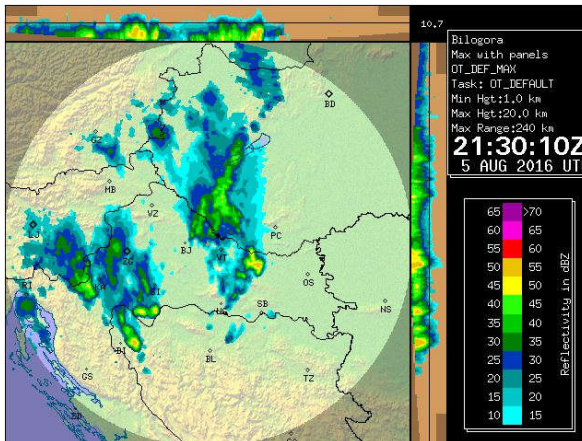 10.7
Bilogora
Max with panels
OT_DEF_MAX
Task: OT_DEFAULT
Min Hgt:1.0 km
Max Hgt:20.0 km
Max Range:240 km
21:30:10Z
5 AUG 2016 UT
BD
GZ
MB
VZ
LJ
ZG
BJ
VT
PC
RI
OS
SB
NS
BI
BL
GS
TZ
ZD
65 >70
60 65
55 60
50 55
45 50
40 45
35 40
30 35
25 30
20 25
15 20
10 15
Reflectivity in dBZ